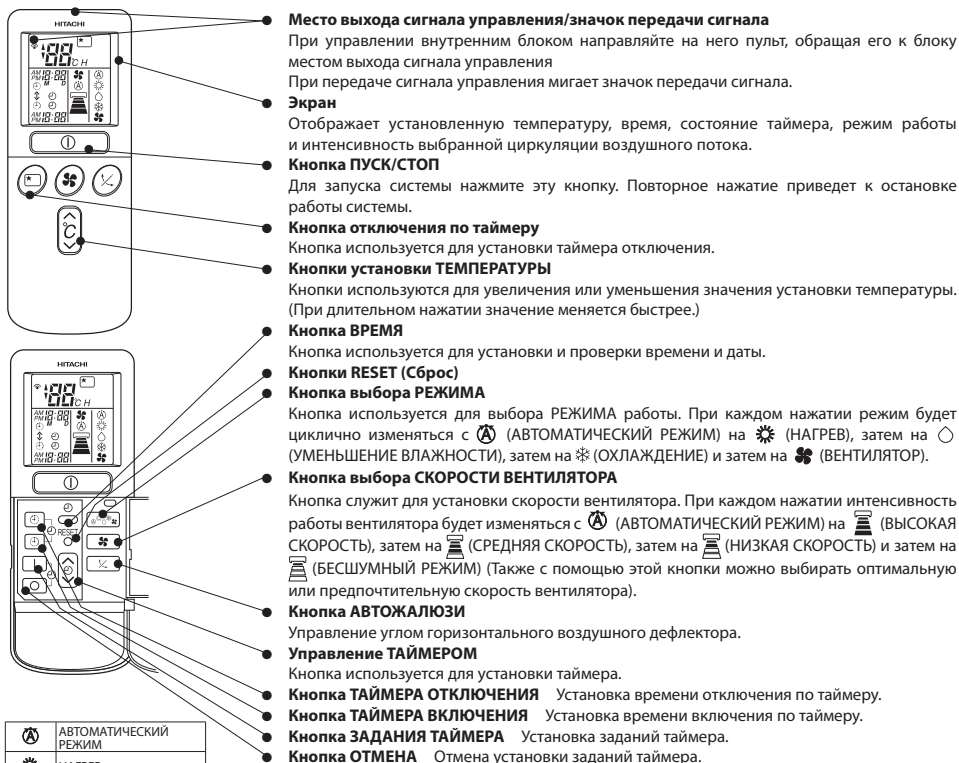 Место выхода сигнала управления/значок передачи сигнала
При управлении внутренним блоком направляйте на него пульт, обращая его к блоку
местом выхода сигнала управления
При передаче сигнала управления мигает значок передачи сигнала.
Экран
Отображает установленную температуру, время, состояние таймера, режим работы
и интенсивность выбранной циркуляции воздушного потока.
Кнопка ПУСК/СТОП
Для запуска системы нажмите эту кнопку. Повторное нажатие приведет к остановке
работы системы.
Кнопка отключения по таймеру
Кнопка используется для установки таймера отключения.
Кнопки установки ТЕМПЕРАТУРЫ
Кнопки используются для увеличения или уменьшения значения установки температуры.
(При длительном нажатии значение меняется быстрее.)
Кнопка ВРЕМЯ
Кнопка используется для установки и проверки времени и даты.
Кнопки RESET (Сброс)
Кнопка выбора РЕЖИМА
Кнопка используется для выбора РЕЖИМА работы. При каждом нажатии режим будет
циклично изменяться с (АВТОМАТИЧЕСКИЙ РЕЖИМ) на (НАГРЕВ), затем на
(УМЕНЬШЕНИЕ ВЛАЖНОСТИ), затем на (ОХЛАЖДЕНИЕ) и затем на (ВЕНТИЛЯТОР).
Кнопка выбора СКОРОСТИ ВЕНТИЛЯТОРА
Кнопка служит для установки скорости вентилятора. При каждом нажатии интенсивность
работы вентилятора будет изменяться с (АВТОМАТИЧЕСКИЙ РЕЖИМ) на (ВЫСОКАЯ
СКОРОСТЬ), затем на (СРЕДНЯЯ СКОРОСТЬ), затем на (НИЗКАЯ СКОРОСТЬ) и затем на
(БЕСШУМНЫЙ РЕЖИМ) (Также с помощью этой кнопки можно выбирать оптимальную
или предпочтительную скорость вентилятора).
Кнопка АВТОЖАЛЮЗИ
Управление углом горизонтального воздушного дефлектора.
Управление ТАЙМЕРОМ
Кнопка используется для установки таймера.
Кнопка ТАЙМЕРА ОТКЛЮЧЕНИЯ Установка времени отключения по таймеру.
Кнопка ТАЙМЕРА ВКЛЮЧЕНИЯ Установка времени включения по таймеру.
Кнопка ЗАДАНИЯ ТАЙМЕРА Установка заданий таймера.
Кнопка ОТМЕНА Отмена установки заданий таймера.
HITACHI
°C H
AM
PM
M D
AM
PM
°C
HITACHI
°C H
AM
PM
M D
AM
PM
RESET
АВТОМАТИЧЕСКИЙ
РЕЖИМ